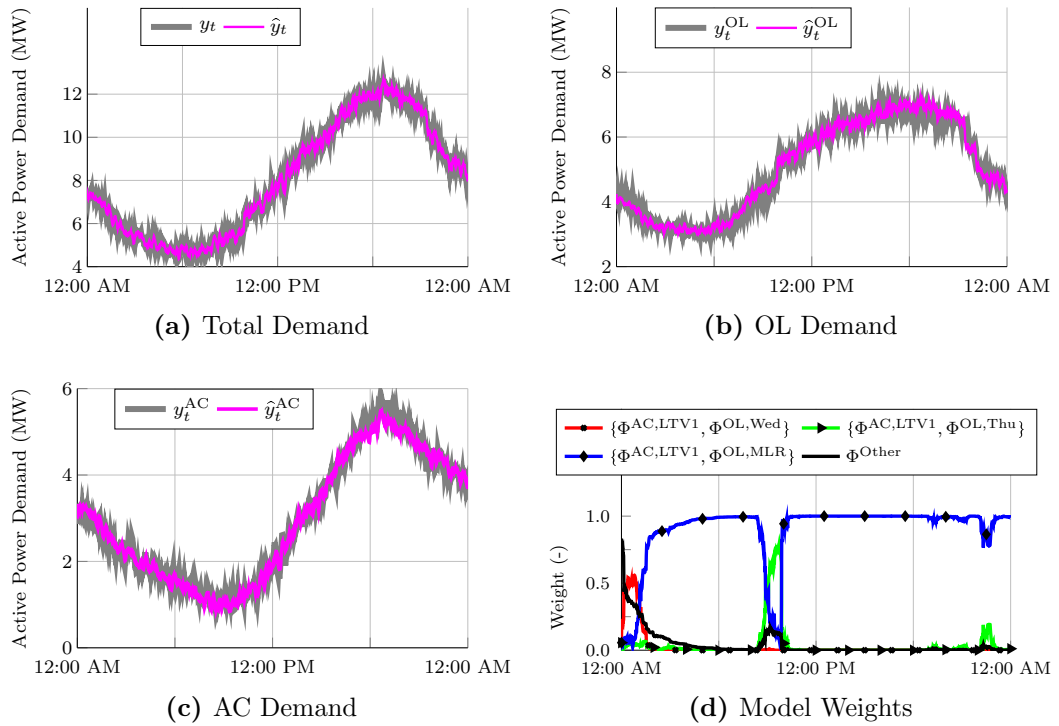 Active Power Demand (MW)
y_t ŷ_t
12
10
8
6
4
12:00 AM 12:00 PM 12:00 AM
(a) Total Demand
Active Power Demand (MW)
y_t^OL ŷ_t^OL
8
6
4
2
12:00 AM 12:00 PM 12:00 AM
(b) OL Demand
Active Power Demand (MW)
y_t^AC ŷ_t^AC
6
4
2
0
12:00 AM 12:00 PM 12:00 AM
(c) AC Demand
{Φ^AC,LTV1, Φ^OL,Wed} {Φ^AC,LTV1, Φ^OL,Thu}
{Φ^AC,LTV1, Φ^OL,MLR} Φ^Other
Weight (-)
1.0
0.5
0.0
12:00 AM 12:00 PM 12:00 AM
(d) Model Weights